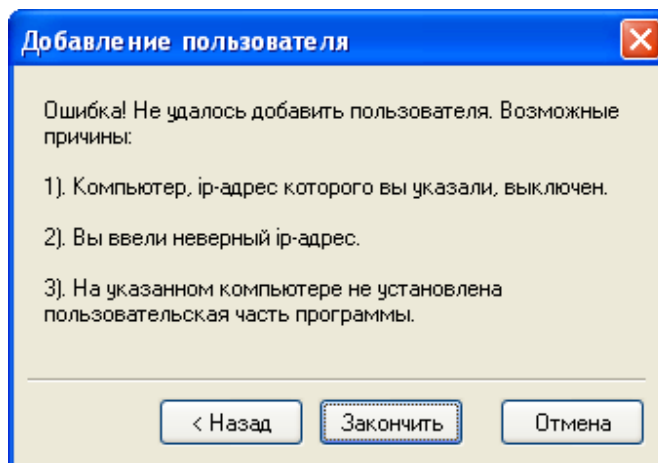 Добавление пользователя
Ошибка! Не удалось добавить пользователя. Возможные
причины:
1). Компьютер, ip-адрес которого вы указали, выключен.
2). Вы ввели неверный ip-адрес.
3). На указанном компьютере не установлена
пользовательская часть программы.
< Назад Закончить Отмена